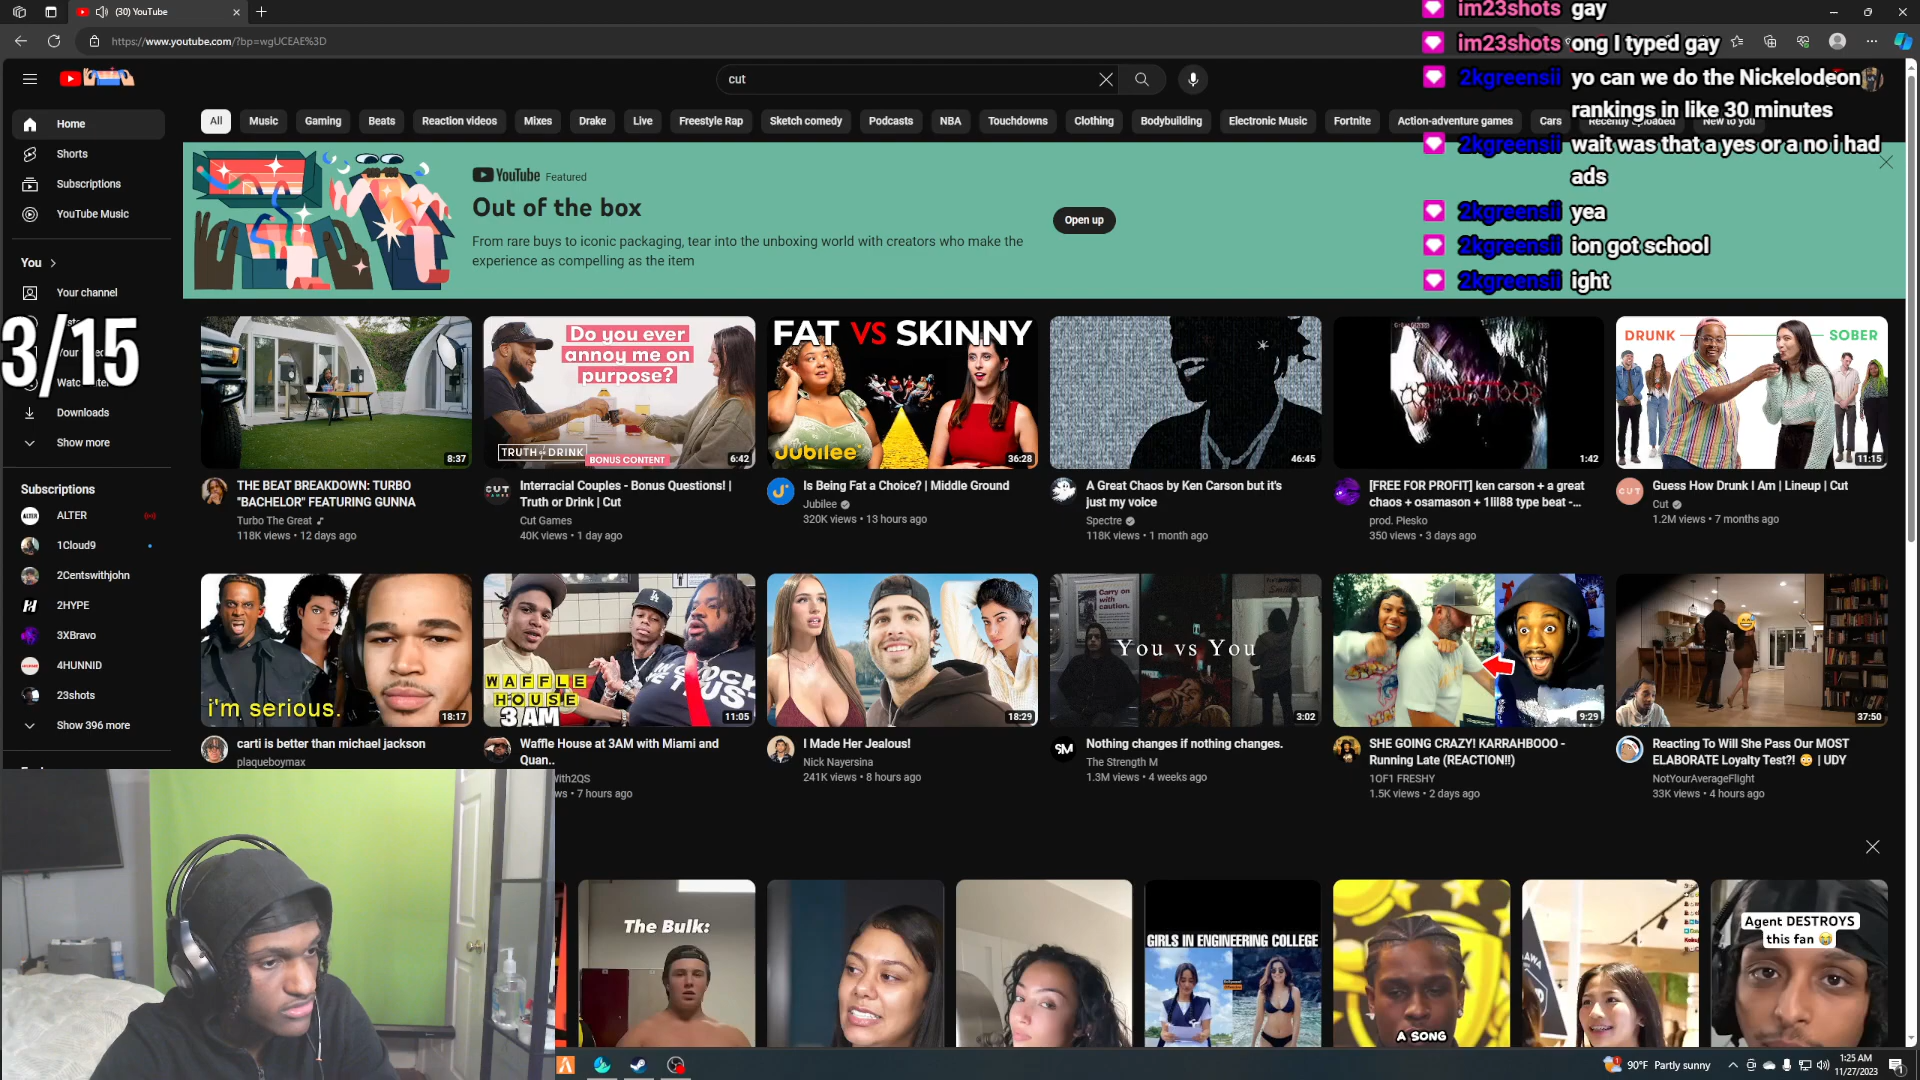 (30) YouTube
https://www.youtube.com/?bp=wgUCEAE%3D
im23shots gay
im23shots ong I typed gay
2kgreensii yo can we do the Nickelodeon
rankings in like 30 minutes
2kgreensii wait was that a yes or a no i had
ads
2kgreensii yea
2kgreensii ion got school
2kgreensii ight
cut
All
Music
Gaming
Beats
Reaction videos
Mixes
Drake
Live
Freestyle Rap
Sketch comedy
Podcasts
NBA
Touchdowns
Clothing
Bodybuilding
Electronic Music
Fortnite
Action-adventure games
Cars
Recently uploaded
New to you
Home
Shorts
Subscriptions
YouTube Music
You
Your channel
3/15
Downloads
Show more
Subscriptions
ALTER
1Cloud9
2Centswithjohn
2HYPE
3XBravo
4HUNNID
23shots
Show 396 more
YouTube Featured
Out of the box
From rare buys to iconic packaging, tear into the unboxing world with creators who make the
experience as compelling as the item
Open up
8:37
THE BEAT BREAKDOWN: TURBO
"BACHELOR" FEATURING GUNNA
Turbo The Great
118K views • 12 days ago
Do you ever
annoy me on
purpose?
TRUTH or DRINK
BONUS CONTENT
6:42
Interracial Couples - Bonus Questions! |
Truth or Drink | Cut
Cut Games
40K views • 1 day ago
FAT VS SKINNY
Jubilee
36:28
Is Being Fat a Choice? | Middle Ground
Jubilee
320K views • 13 hours ago
46:45
A Great Chaos by Ken Carson but it's
just my voice
Spectre
118K views • 1 month ago
1:42
[FREE FOR PROFIT] ken carson + a great
chaos + osamason + 1lil88 type beat -...
prod. Piesko
350 views • 3 days ago
DRUNK
SOBER
11:15
CUT
Guess How Drunk I Am | Lineup | Cut
Cut
1.2M views • 7 months ago
i'm serious.
18:17
carti is better than michael jackson
plaqueboymax
WAFFLE
HOUSE
3 AM
11:05
Waffle House at 3AM with Miami and
Quan..
With2QS
ws • 7 hours ago
18:29
I Made Her Jealous!
Nick Nayersina
241K views • 8 hours ago
Carry on
with
caution.
You vs You
3:02
SM
Nothing changes if nothing changes.
The Strength M
1.3M views • 4 weeks ago
9:29
SHE GOING CRAZY! KARRAHBOOO -
Running Late (REACTION!!)
1OF1 FRESHY
1.5K views • 2 days ago
37:50
Reacting To Will She Pass Our MOST
ELABORATE Loyalty Test?! 😳 | UDY
NotYourAverageFlight
33K views • 4 hours ago
The Bulk:
GIRLS IN ENGINEERING COLLEGE
A SONG
Agent DESTROYS
this fan 😭
90°F Partly sunny
1:25 AM
11/27/2023